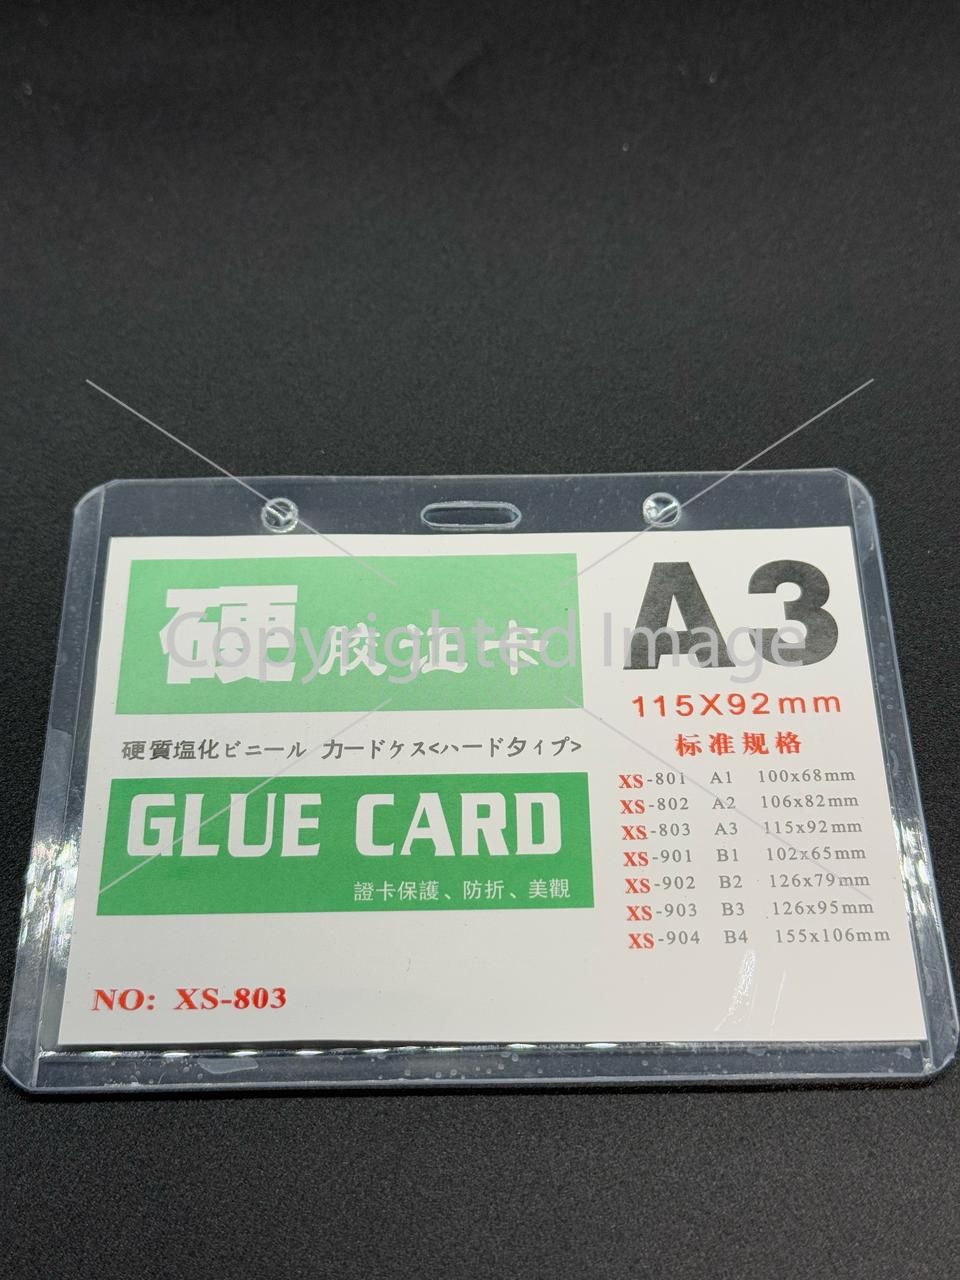 硬胶证卡
A3
115X92mm
标准规格
硬質塩化ビニール カードケス<ハードタイプ>
GLUE CARD
證卡保護、防折、美觀
XS-801 A1 100x68mm
XS-802 A2 106x82mm
XS-803 A3 115x92mm
XS-901 B1 102x65mm
XS-902 B2 126x79mm
XS-903 B3 126x95mm
XS-904 B4 155x106mm
NO: XS-803
Copyrighted Image